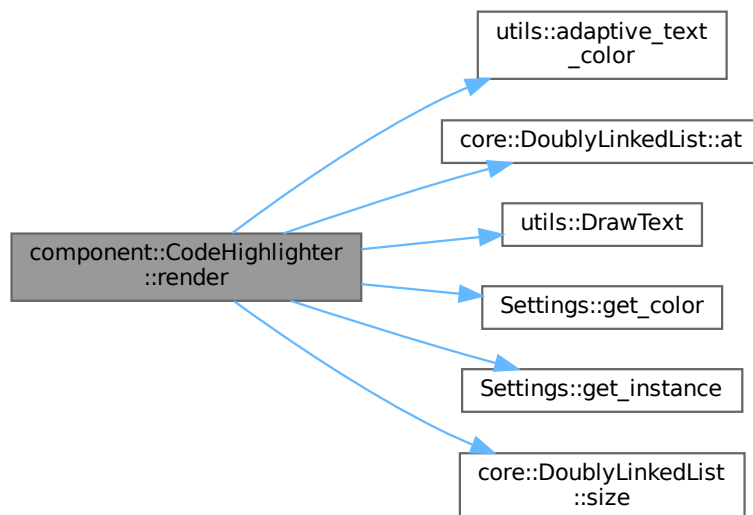 utils::adaptive_text
_color
core::DoublyLinkedList::at
utils::DrawText
component::CodeHighlighter
::render
Settings::get_color
Settings::get_instance
core::DoublyLinkedList
::size